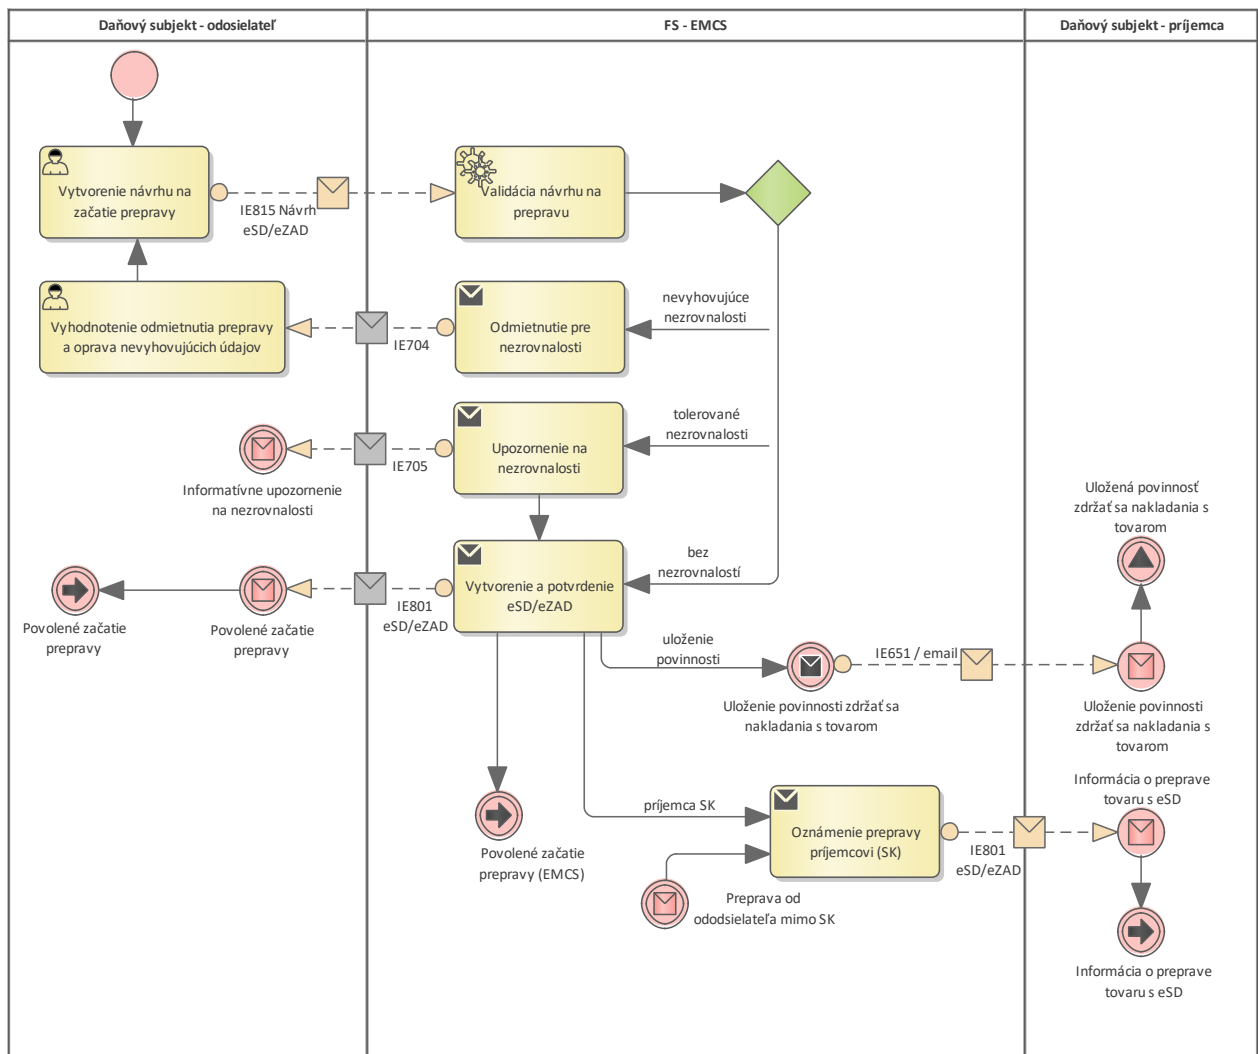 Daňový subjekt - odosielateľ
FS - EMCS
Daňový subjekt - príjemca
Vytvorenie návrhu na
začatie prepravy
IE815 Návrh
eSD/eZAD
Validácia návrhu na
prepravu
Vyhodnotenie odmietnutia prepravy
a oprava nevyhovujúcich údajov
IE704
Odmietnutie pre
nezrovnalosti
nevyhovujúce
nezrovnalosti
Informatívne upozornenie
na nezrovnalosti
IE705
Upozornenie na
nezrovnalosti
tolerované
nezrovnalosti
Uložená povinnosť
zdržať sa nakladania s
tovarom
Povolené začatie
prepravy
Povolené začatie
prepravy
IE801
eSD/eZAD
Vytvorenie a potvrdenie
eSD/eZAD
bez
nezrovnalostí
uloženie
povinnosti
Uloženie povinnosti zdržať sa
nakladania s tovarom
IE651 / email
Uloženie povinnosti
zdržať sa nakladania s
tovarom
Povolené začatie
prepravy (EMCS)
príjemca SK
Preprava od
ododsielateľa mimo SK
Oznámenie prepravy
príjemcovi (SK)
IE801
eSD/eZAD
Informácia o preprave
tovaru s eSD
Informácia o preprave
tovaru s eSD